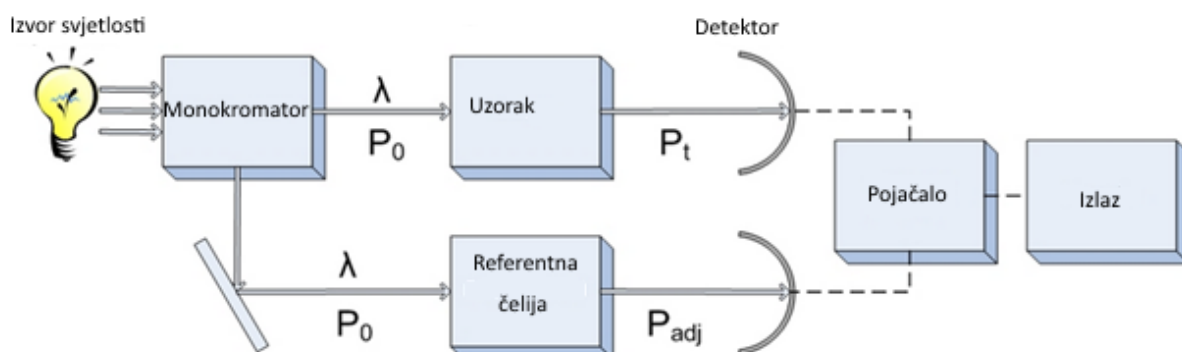 Izvor svjetlosti
Detektor
Monokromator
λ
P0
Uzorak
Pt
Pojačalo
Izlaz
λ
P0
Referentna
čelija
Padj